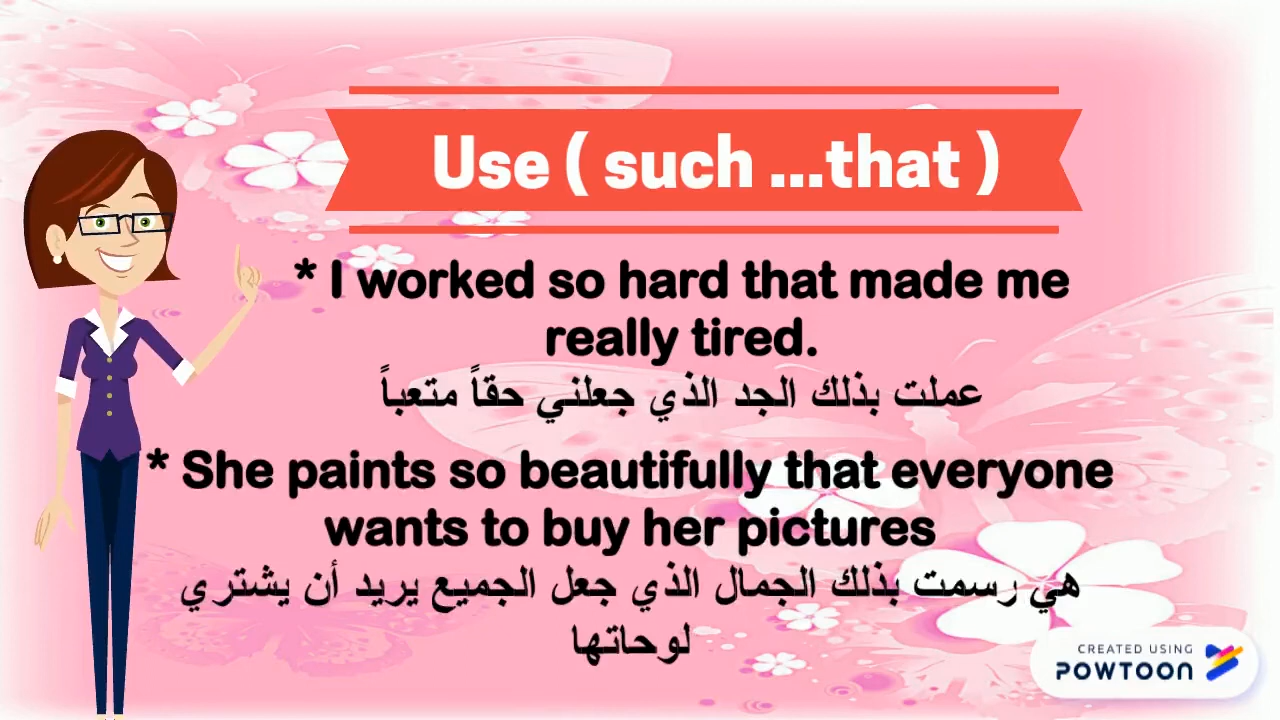 Use ( such ...that )
* I worked so hard that made me
really tired.
عملت بذلك الجد الذي جعلني حقاً متعباً
* She paints so beautifully that everyone
wants to buy her pictures
هي رسمت بذلك الجمال الذي جعل الجميع يريد أن يشتري
لوحاتها
CREATED USING
POWTOON